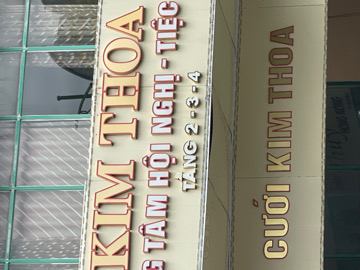 KIM THOA
G TÂM HỘI NGHỊ - TIỆC
TẦNG 2 - 3 - 4
CƯỚI KIM THOA